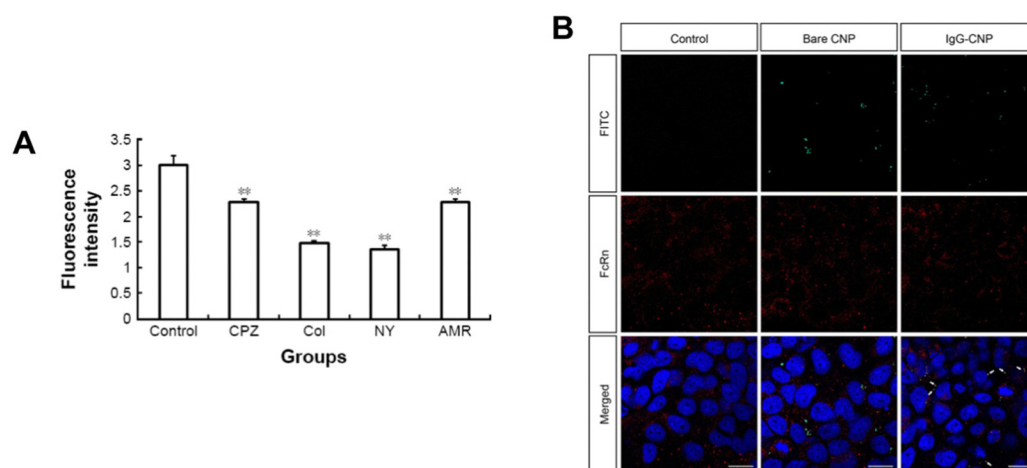 A
Fluorescence
intensity
3.5
3
2.5
2
1.5
1
0.5
0
**
**
**
**
Control CPZ Col NY AMR
Groups
B
Control Bare CNP IgG-CNP
FITC
FcRn
Merged